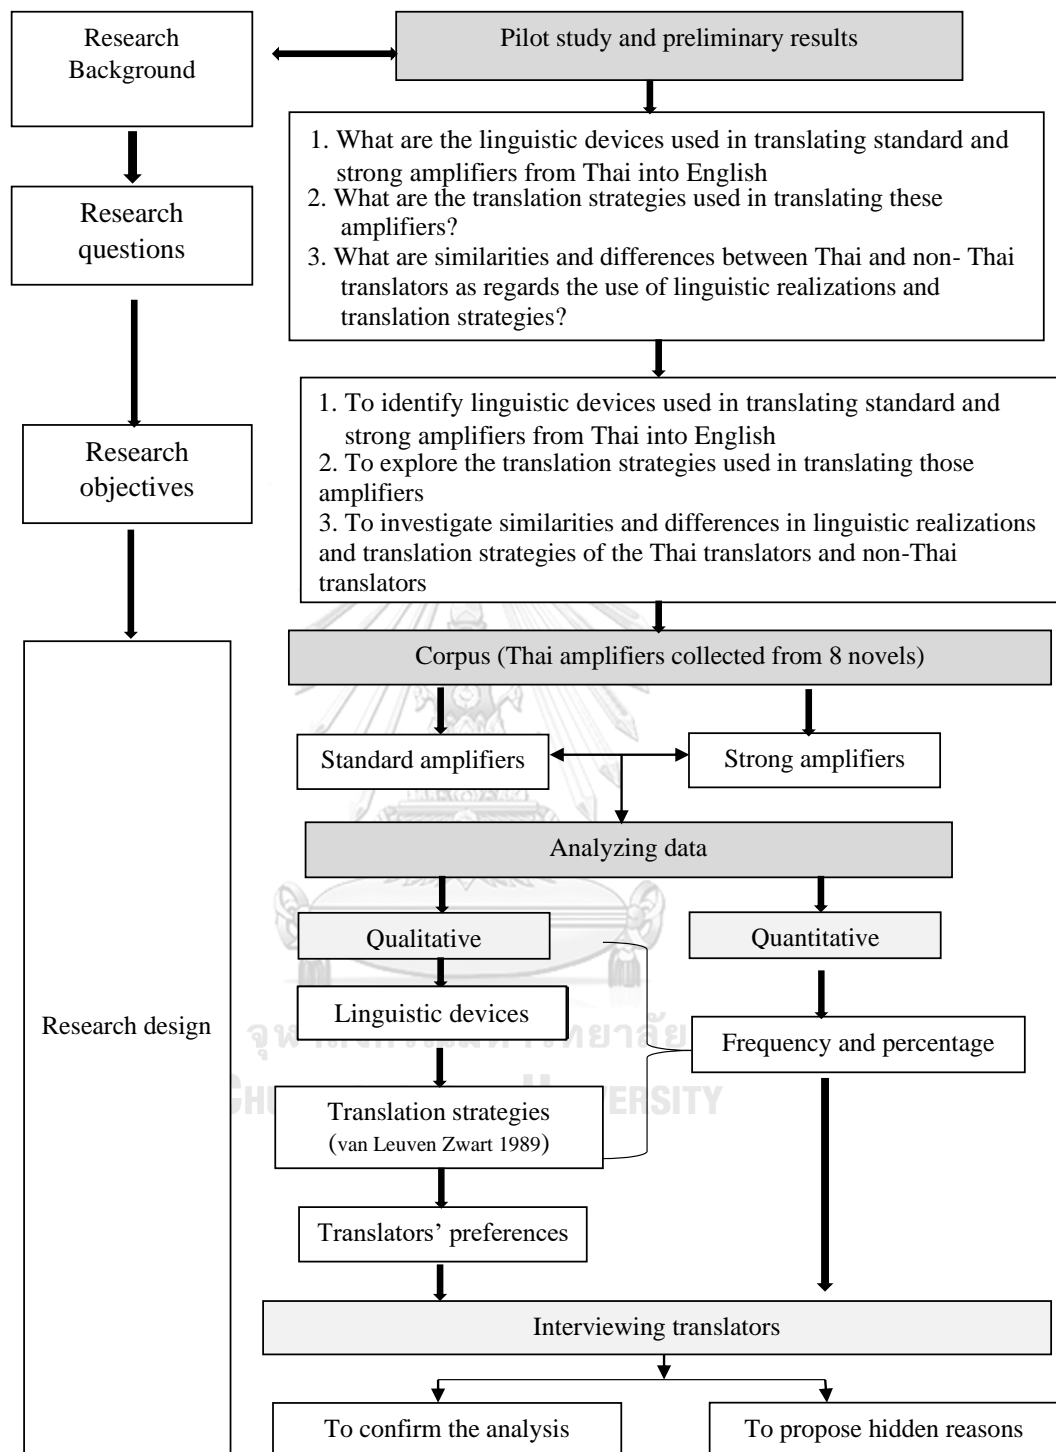 Research
Background
Pilot study and preliminary results
1. What are the linguistic devices used in translating standard and
strong amplifiers from Thai into English
2. What are the translation strategies used in translating these
amplifiers?
3. What are similarities and differences between Thai and non- Thai
translators as regards the use of linguistic realizations and
translation strategies?
Research
questions
1. To identify linguistic devices used in translating standard and
strong amplifiers from Thai into English
2. To explore the translation strategies used in translating those
amplifiers
3. To investigate similarities and differences in linguistic realizations
and translation strategies of the Thai translators and non-Thai
translators
Research
objectives
Corpus (Thai amplifiers collected from 8 novels)
Standard amplifiers
Strong amplifiers
Analyzing data
Qualitative
Quantitative
Research design
Linguistic devices
Frequency and percentage
Translation strategies
(van Leuven Zwart 1989)
Translators’ preferences
Interviewing translators
To confirm the analysis
To propose hidden reasons